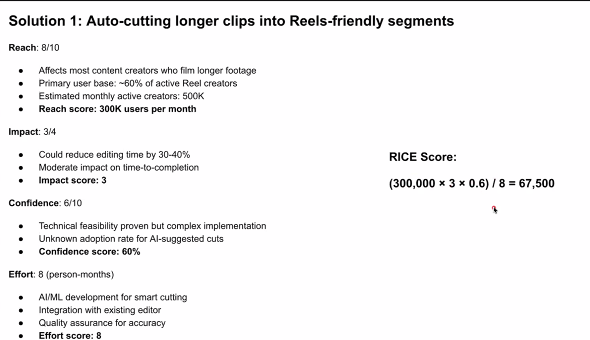 Solution 1: Auto-cutting longer clips into Reels-friendly segments
Reach: 8/10
● Affects most content creators who film longer footage
● Primary user base: ~60% of active Reel creators
● Estimated monthly active creators: 500K
● Reach score: 300K users per month
Impact: 3/4
● Could reduce editing time by 30-40%
● Moderate impact on time-to-completion
● Impact score: 3
Confidence: 6/10
● Technical feasibility proven but complex implementation
● Unknown adoption rate for AI-suggested cuts
● Confidence score: 60%
Effort: 8 (person-months)
● AI/ML development for smart cutting
● Integration with existing editor
● Quality assurance for accuracy
● Effort score: 8
RICE Score:
(300,000 × 3 × 0.6) / 8 = 67,500